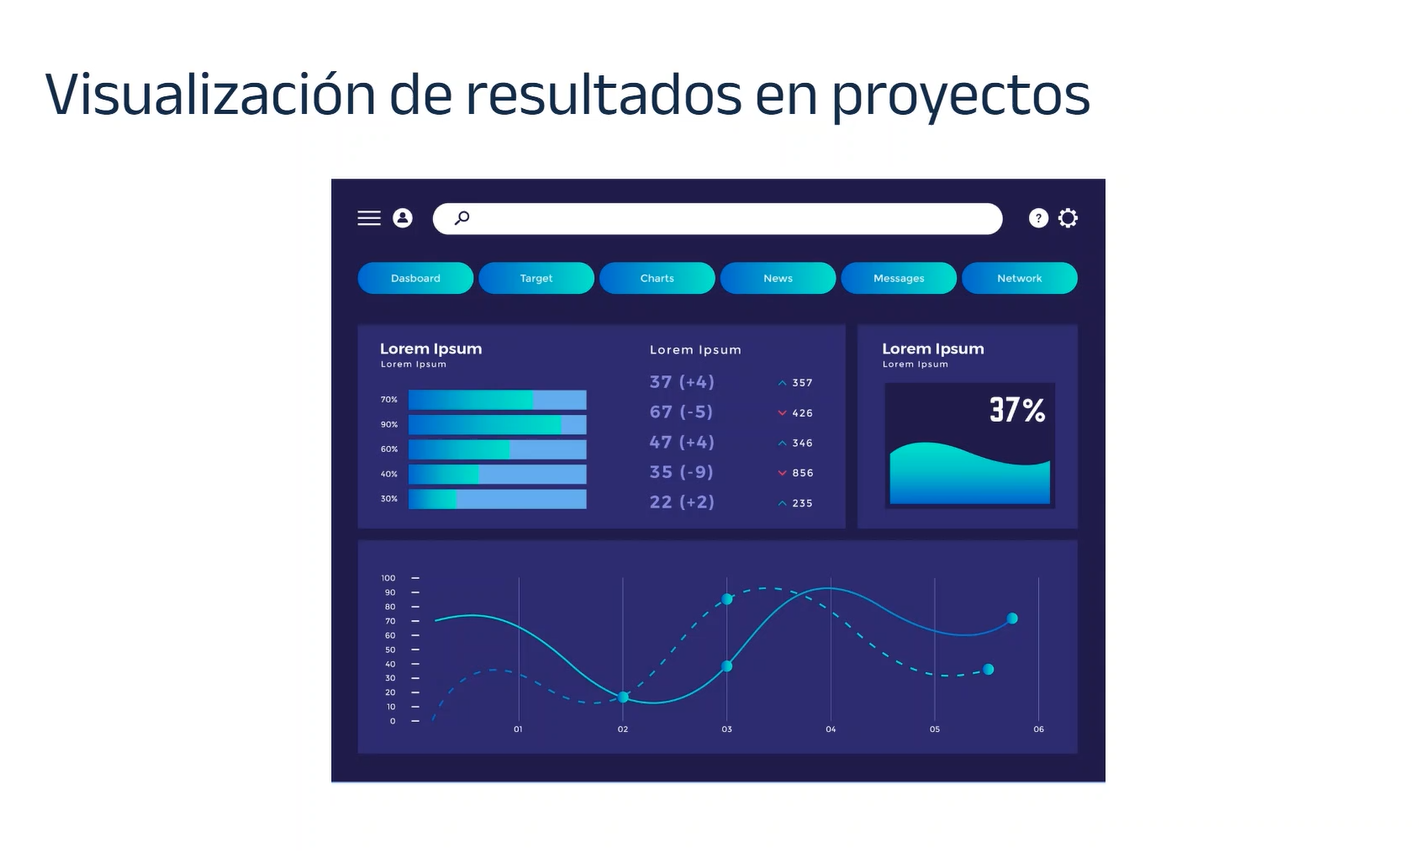 Visualización de resultados en proyectos
?
Dasboard Target Charts News Messages Network
Lorem Ipsum
Lorem Ipsum
70%
90%
60%
40%
30%
Lorem Ipsum
37 (+4) 357
67 (-5) 426
47 (+4) 346
35 (-9) 856
22 (+2) 235
Lorem Ipsum
Lorem Ipsum
37%
100
90
80
70
60
50
40
30
20
10
0
01 02 03 04 05 06